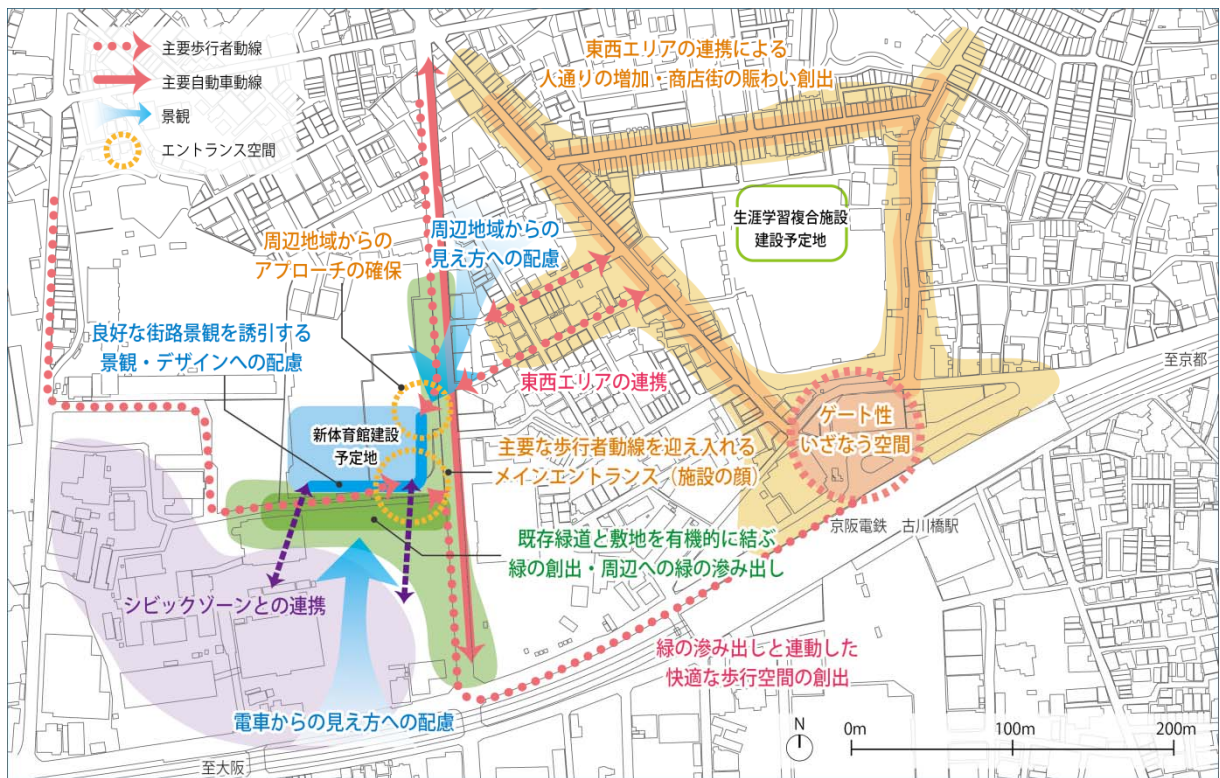 主要歩行者動線
主要自動車動線
景観
エントランス空間
東西エリアの連携による
人通りの増加・商店街の賑わい創出
生涯学習複合施設
建設予定地
周辺地域からの
アプローチの確保
周辺地域からの
見え方への配慮
良好な街路景観を誘引する
景観・デザインへの配慮
東西エリアの連携
至京都
新体育館建設
予定地
主要な歩行者動線を迎え入れる
メインエントランス（施設の顔）
ゲート性
いざなう空間
京阪電鉄 古川橋駅
既存緑道と敷地を有機的に結ぶ
緑の創出・周辺への緑の滲み出し
シビックゾーンとの連携
緑の滲み出しと連動した
快適な歩行空間の創出
電車からの見え方への配慮
至大阪
N
0m 100m 200m